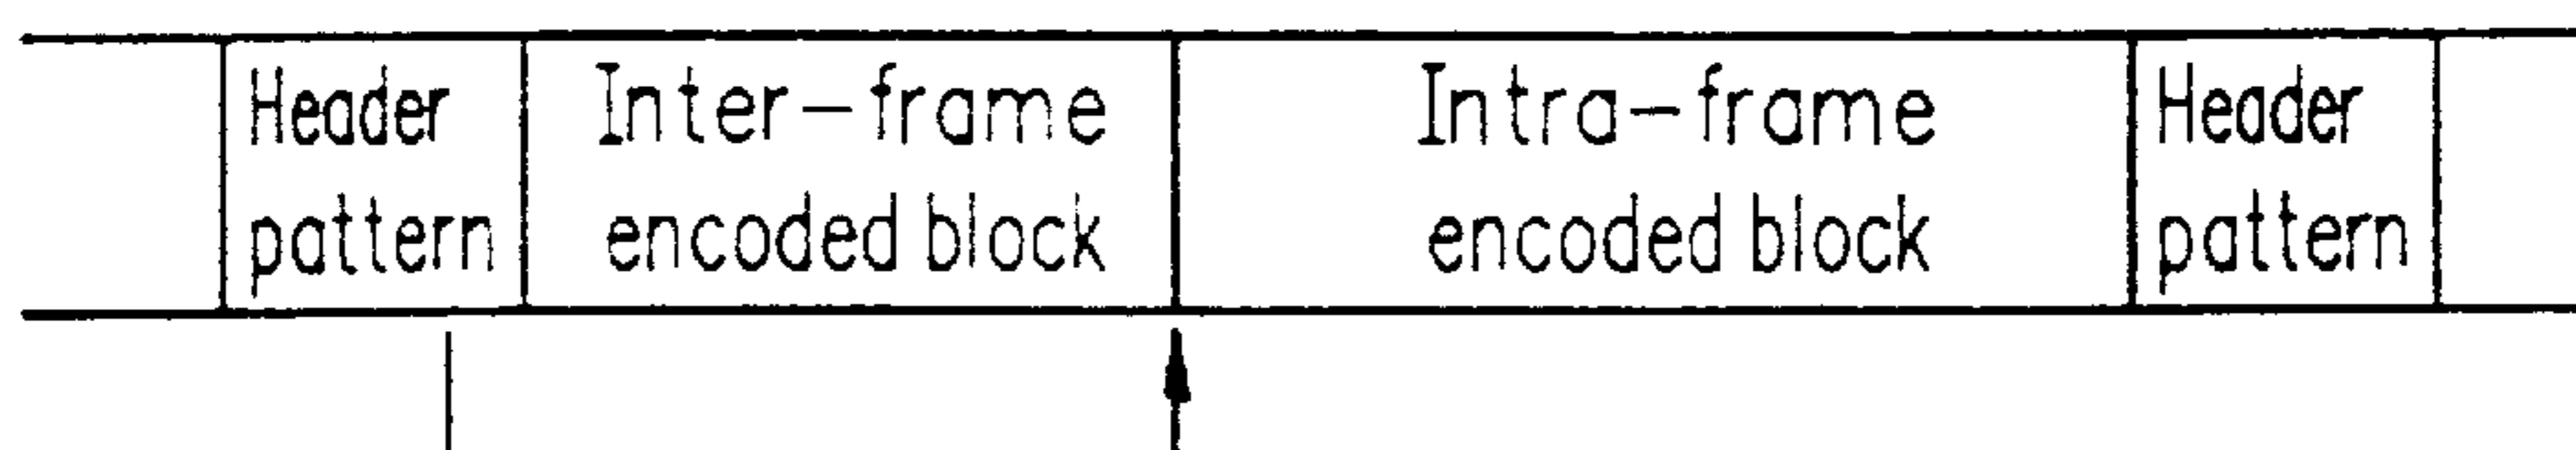 Header Inter-frame Intra-frame Header
pattern encoded block encoded block pattern